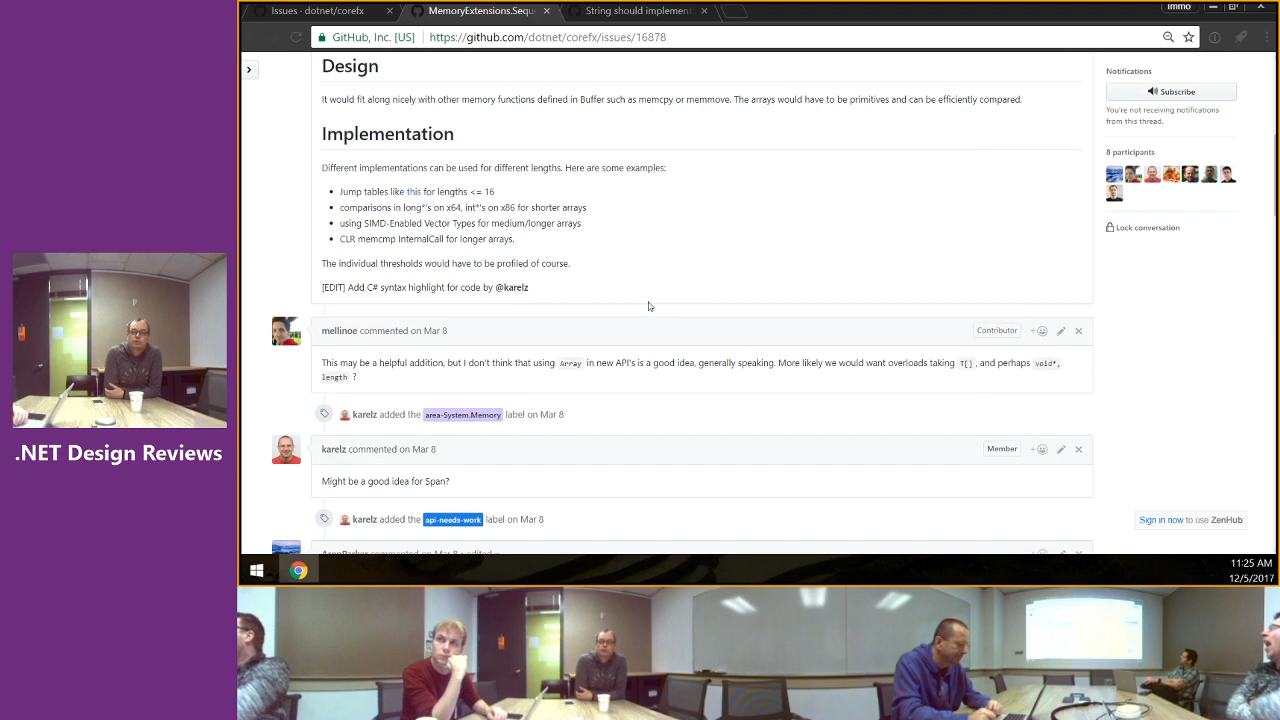 Issues · dotnet/corefx
MemoryExtensions.Sequ
String should implement
Immo
GitHub, Inc. [US]
https://github.com/dotnet/corefx/issues/16878
Design
It would fit along nicely with other memory functions defined in Buffer such as memcpy or memmove. The arrays would have to be primitives and can be efficiently compared.
Implementation
Different implementations can be used for different lengths. Here are some examples:
Jump tables like this for lengths <= 16
comparisons in long*'s on x64, int*'s on x86 for shorter arrays
using SIMD-Enabled Vector Types for medium/longer arrays
CLR memcmp InternalCall for longer arrays.
The individual thresholds would have to be profiled of course.
[EDIT] Add C# syntax highlight for code by @karelz
mellinoe commented on Mar 8
Contributor
This may be a helpful addition, but I don't think that using Array in new API's is a good idea, generally speaking. More likely we would want overloads taking T[], and perhaps void*,
length ?
karelz added the area-System.Memory label on Mar 8
karelz commented on Mar 8
Member
Might be a good idea for Span?
karelz added the api-needs-work label on Mar 8
AronParker commented on Mar 8 · edited
Notifications
Subscribe
You're not receiving notifications
from this thread.
8 participants
Lock conversation
Sign in now to use ZenHub
11:25 AM
12/5/2017
.NET Design Reviews